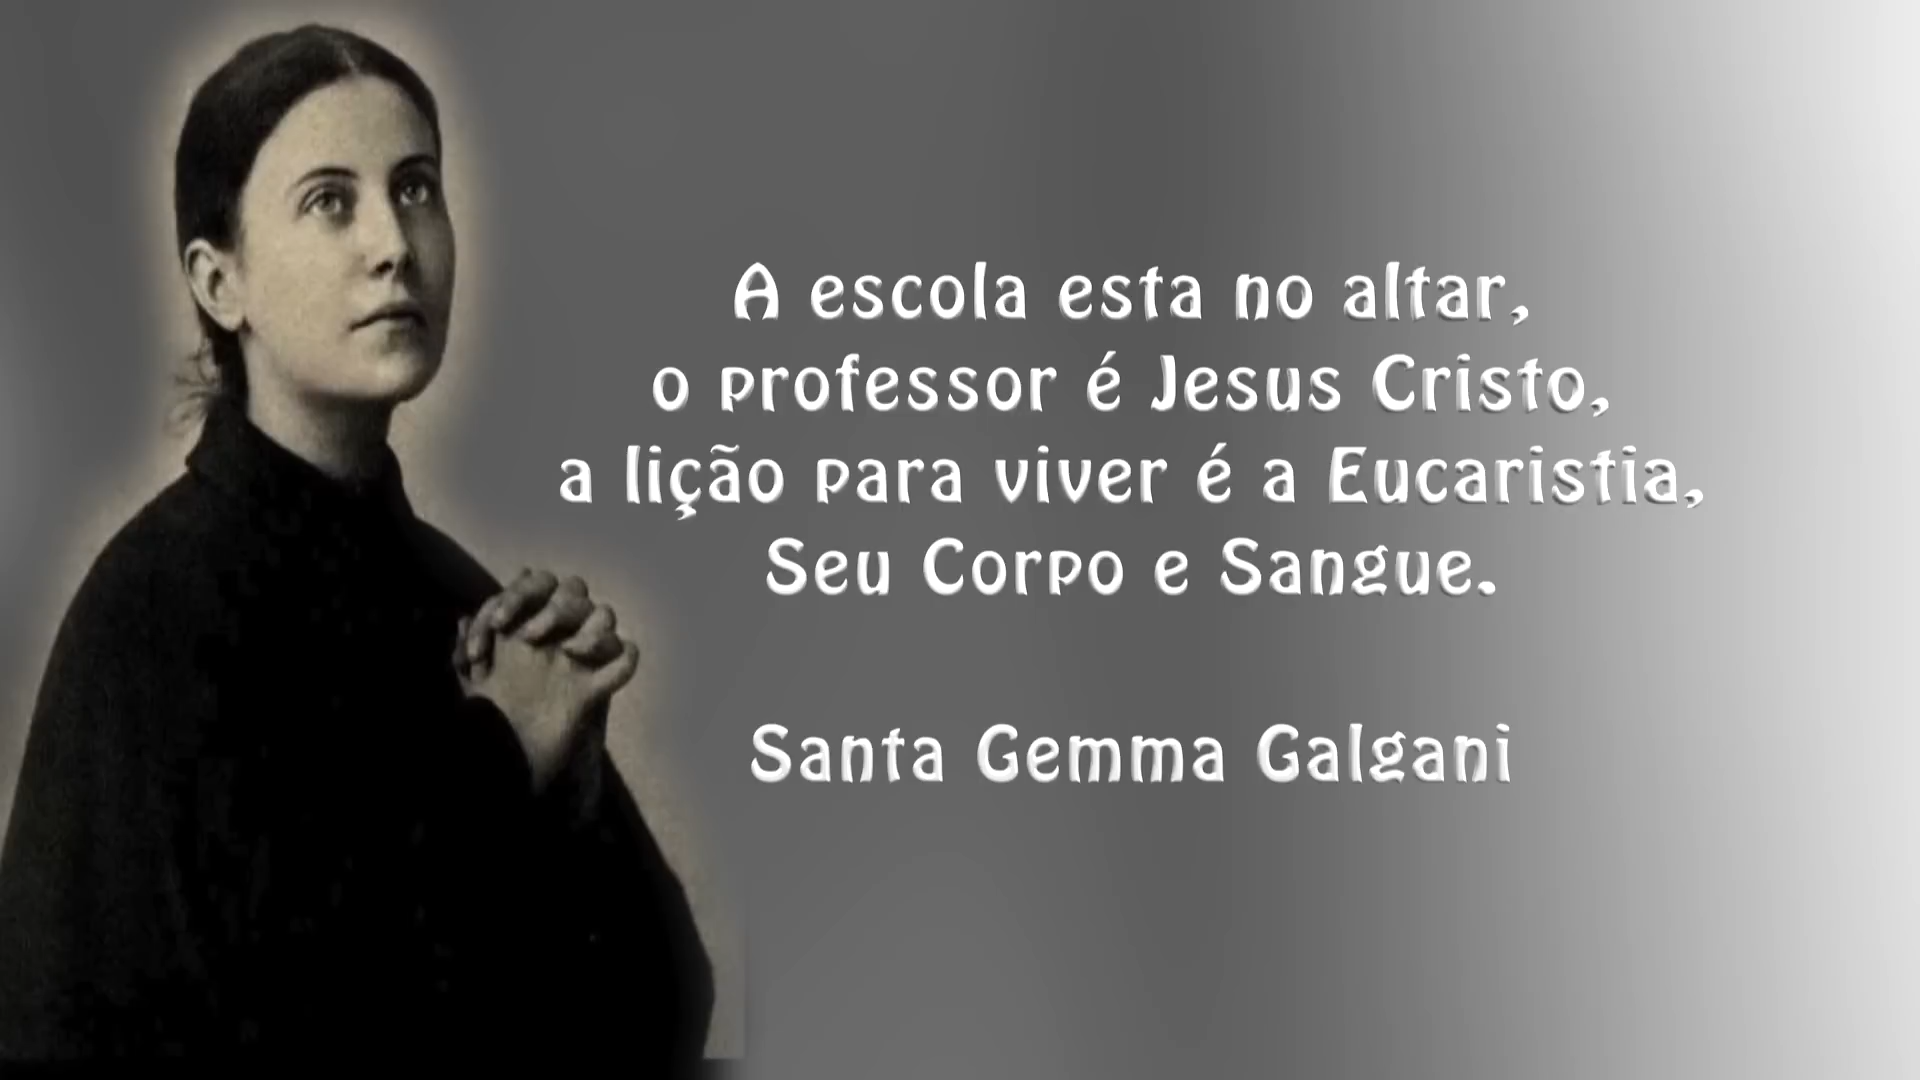 A escola esta no altar,
o professor é Jesus Cristo,
a lição para viver é a Eucaristia,
Seu Corpo e Sangue.
Santa Gemma Galgani